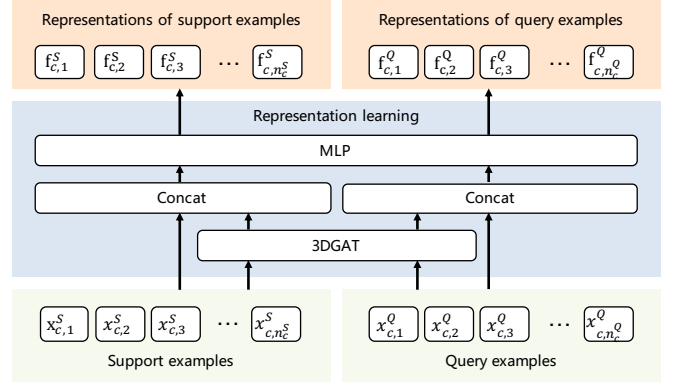 Representations of support examples
Representations of query examples
f^S_{c,1} f^S_{c,2} f^S_{c,3} ... f^S_{c,n^S_c}
f^Q_{c,1} f^Q_{c,2} f^Q_{c,3} ... f^Q_{c,n^Q_c}
Representation learning
MLP
Concat
Concat
3DGAT
x^S_{c,1} x^S_{c,2} x^S_{c,3} ... x^S_{c,n^S_c}
x^Q_{c,1} x^Q_{c,2} x^Q_{c,3} ... x^Q_{c,n^Q_c}
Support examples
Query examples